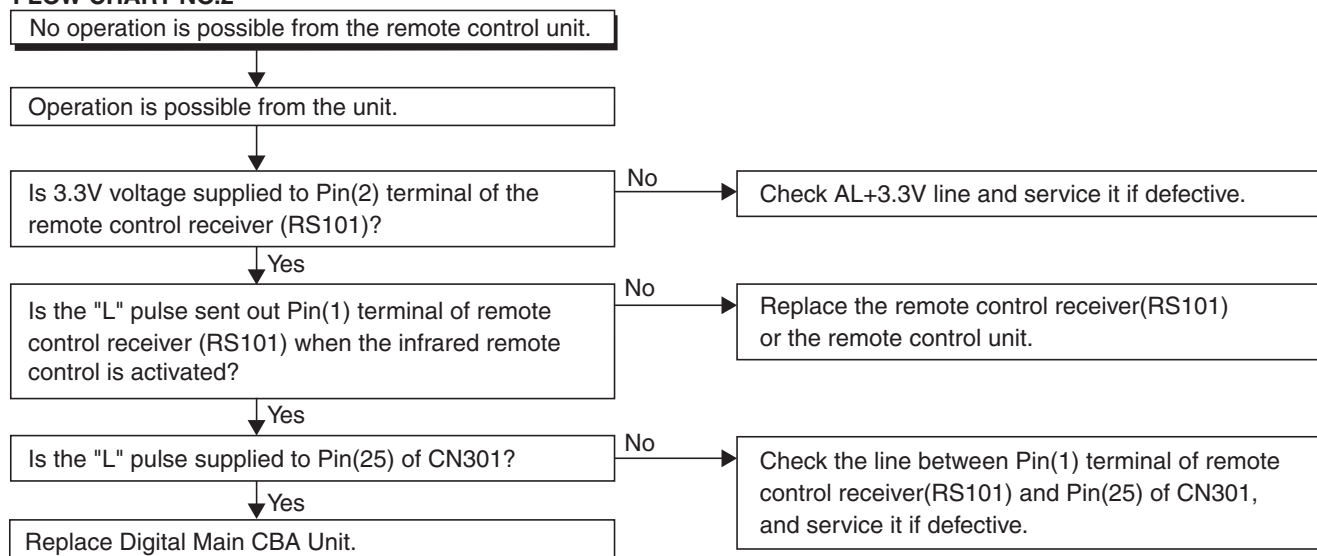 FLOW CHART NO.2
No operation is possible from the remote control unit.
Operation is possible from the unit.
Is 3.3V voltage supplied to Pin(2) terminal of the
remote control receiver (RS101)?
No
Check AL+3.3V line and service it if defective.
Yes
Is the "L" pulse sent out Pin(1) terminal of remote
control receiver (RS101) when the infrared remote
control is activated?
No
Replace the remote control receiver(RS101)
or the remote control unit.
Yes
Is the "L" pulse supplied to Pin(25) of CN301?
No
Check the line between Pin(1) terminal of remote
control receiver(RS101) and Pin(25) of CN301,
and service it if defective.
Yes
Replace Digital Main CBA Unit.